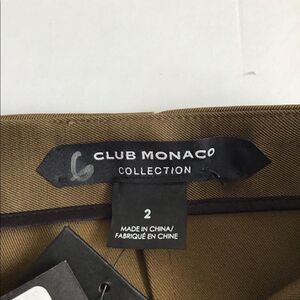 6
CLUB MONACO
COLLECTION
2
MADE IN CHINA/
FABRIQUÉ EN CHINE